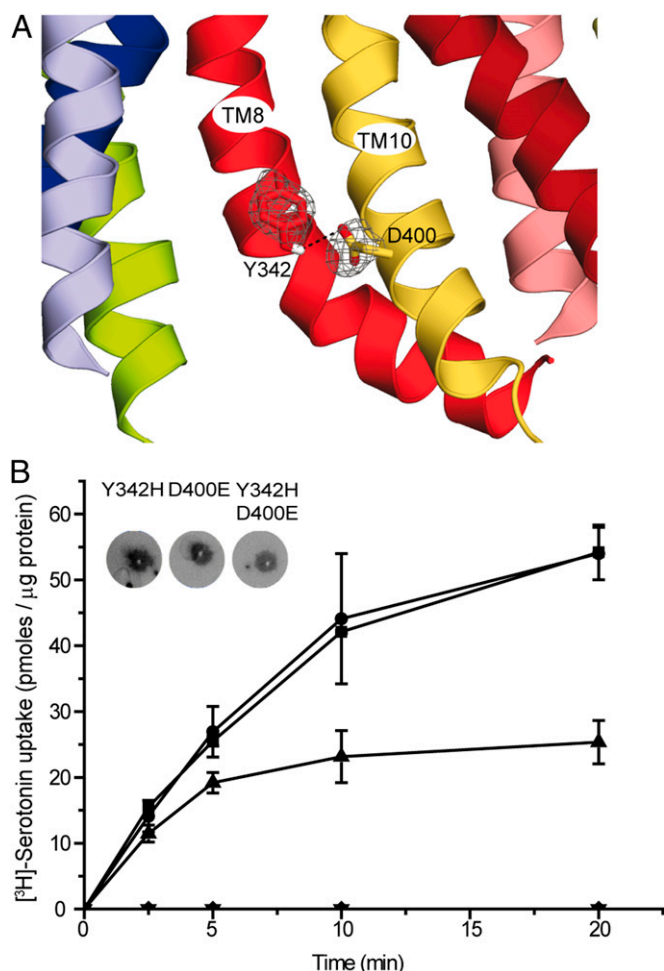 A
TM8
TM10
D400
Y342
B
Y342H D400E Y342H
D400E
[³H]-Serotonin uptake (pmoles / µg protein)
60
50
40
30
20
10
0
0 5 10 15 20
Time (min)